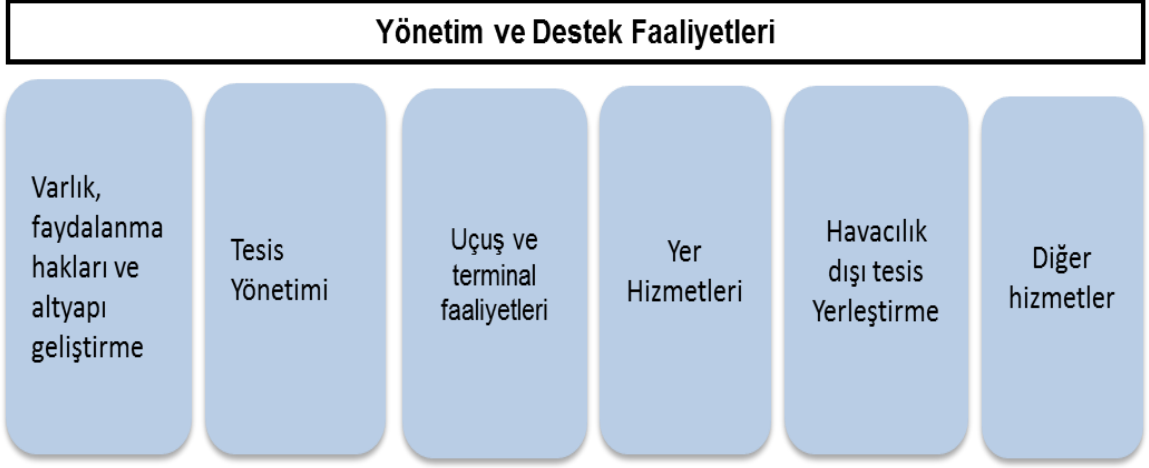 Yönetim ve Destek Faaliyetleri
Varlık,
faydalanma
hakları ve
altyapı
geliştirme
Tesis
Yönetimi
Uçuş ve
terminal
faaliyetleri
Yer
Hizmetleri
Havacılık
dışı tesis
Yerleştirme
Diğer
hizmetler